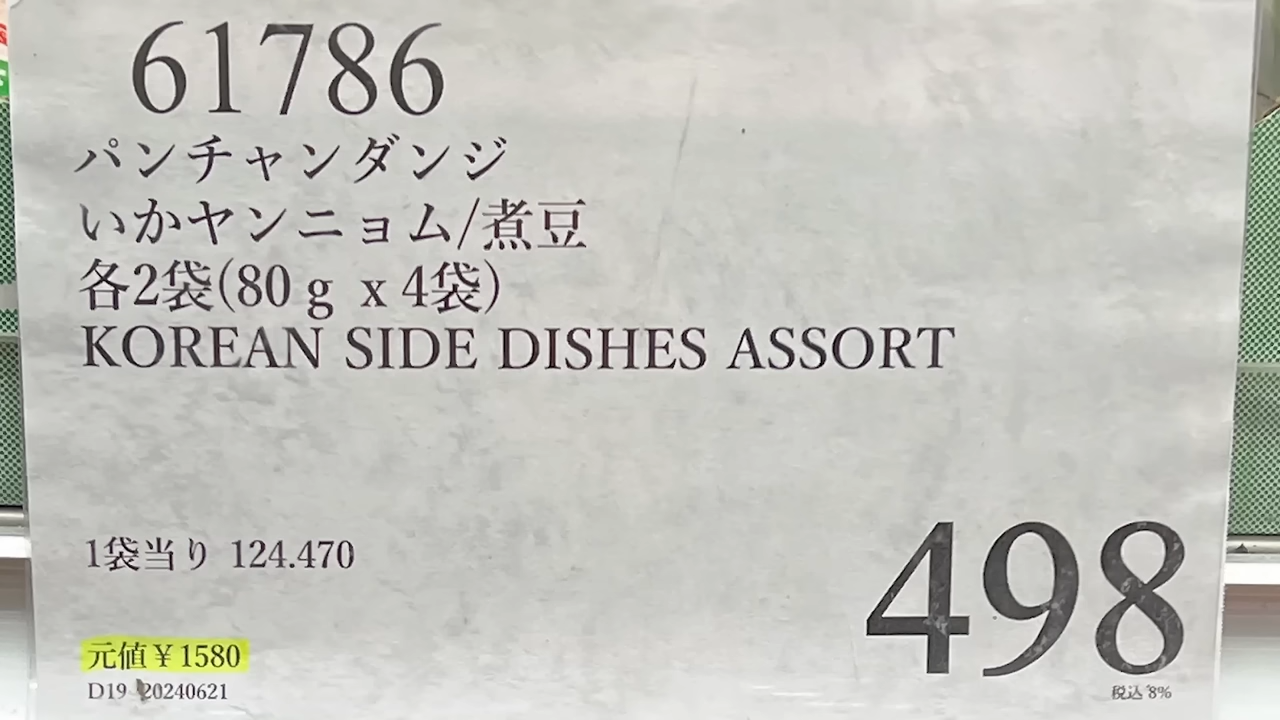 61786
パンチャンダンジ
いかヤンニョム/煮豆
各2袋(80ｇ x 4袋)
KOREAN SIDE DISHES ASSORT
1袋当り 124.470
498
元値￥1580
税込 8%
D19 20240621